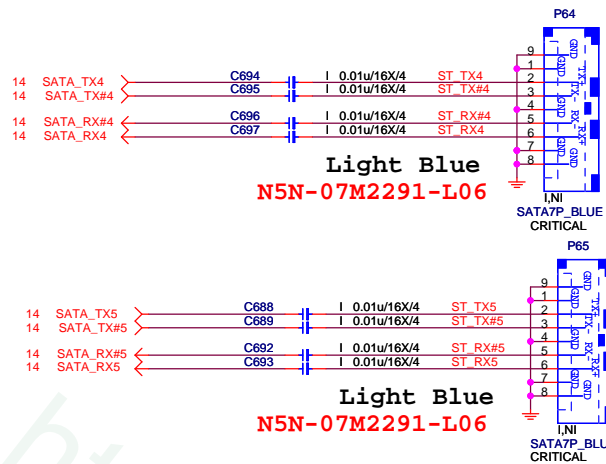 P64
9 GND
1 GND
14 SATA_TX4 C694 I 0.01u/16X/4 ST_TX4 2 TX+
14 SATA_TX#4 C695 I 0.01u/16X/4 ST_TX#4 3 TX-
4 GND
14 SATA_RX#4 C696 I 0.01u/16X/4 ST_RX#4 5 RX-
14 SATA_RX4 C697 I 0.01u/16X/4 ST_RX4 6 RX+
7 GND
8 GND
Light Blue
N5N-07M2291-L06
I,NI
SATA7P_BLUE
CRITICAL
P65
9 GND
1 GND
14 SATA_TX5 C688 I 0.01u/16X/4 ST_TX5 2 TX+
14 SATA_TX#5 C689 I 0.01u/16X/4 ST_TX#5 3 TX-
4 GND
14 SATA_RX#5 C692 I 0.01u/16X/4 ST_RX#5 5 RX-
14 SATA_RX5 C693 I 0.01u/16X/4 ST_RX5 6 RX+
7 GND
8 GND
Light Blue
N5N-07M2291-L06
I,NI
SATA7P_BLU
CRITICAL